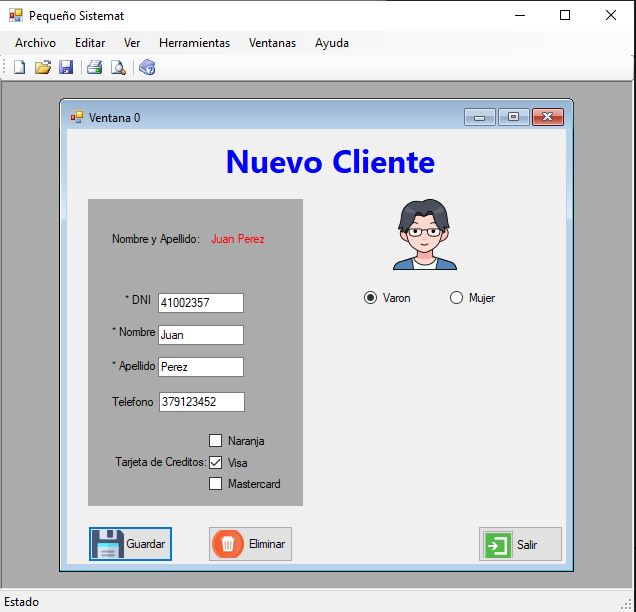 Pequeño Sistemat
Archivo Editar Ver Herramientas Ventanas Ayuda
Ventana 0
Nuevo Cliente
Nombre y Apellido: Juan Perez
* DNI 41002357
* Nombre Juan
* Apellido Perez
Telefono 379123452
Naranja
Tarjeta de Creditos: Visa
Mastercard
Varon Mujer
Guardar Eliminar Salir
Estado